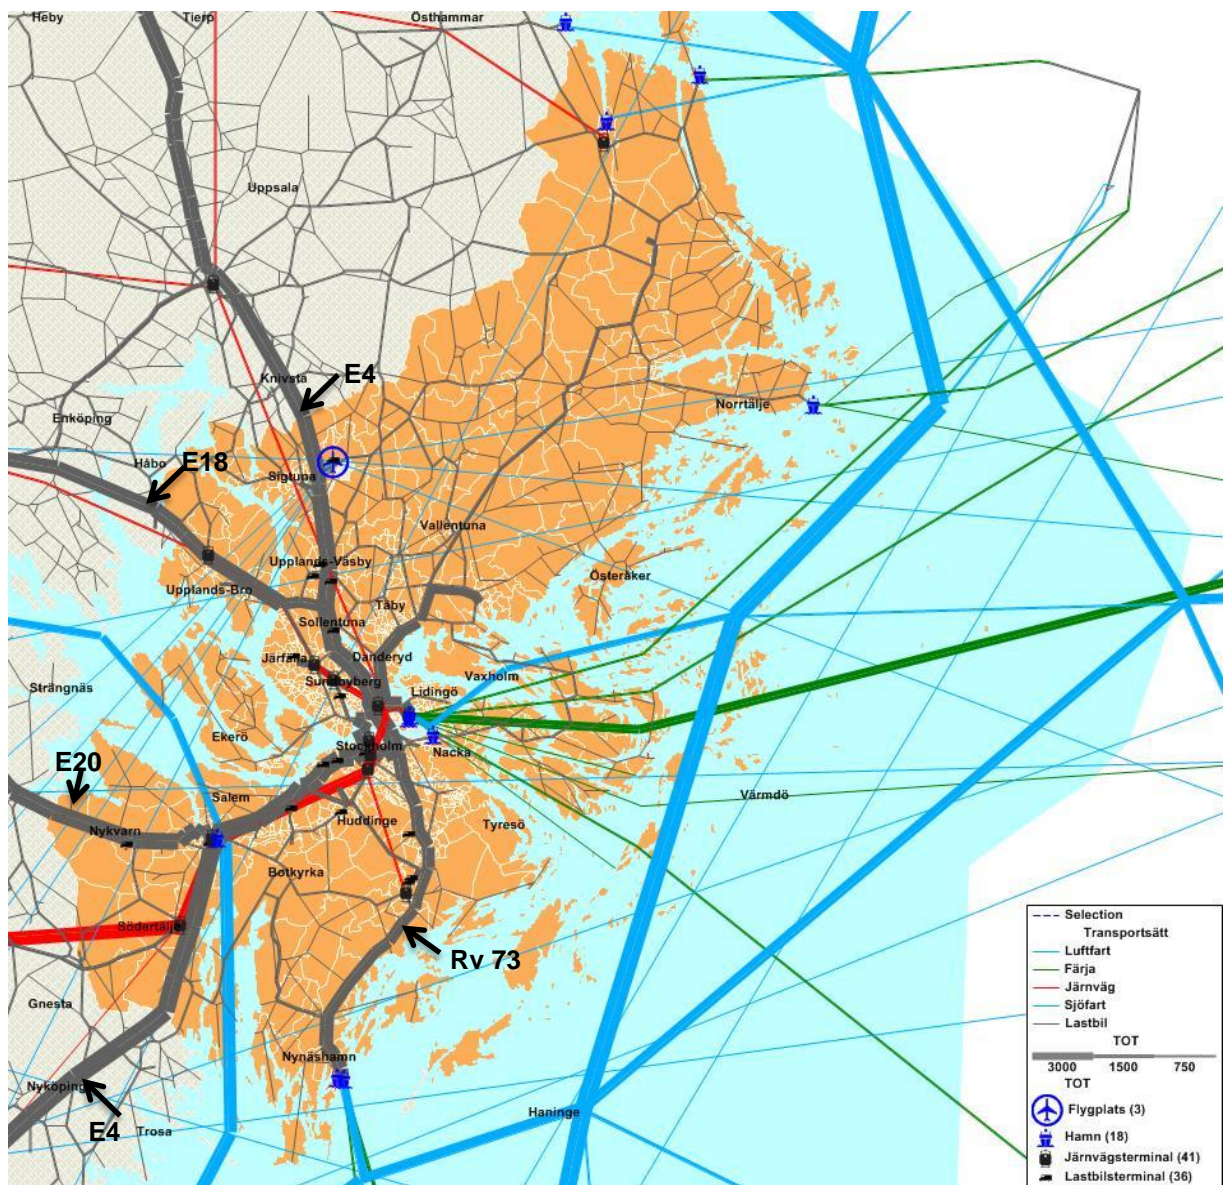 Heby
Tierp
Östhammar
Uppsala
Knivsta
E4
Enköping
Norrtälje
Håbo
E18
Sigtuna
Vallentuna
Upplands-Väsby
Österåker
Upplands-Bro
Täby
Sollentuna
Järfälla
Danderyd
Vaxholm
Strängnäs
Sundbyberg
Lidingö
Ekerö
Stockholm
Nacka
E20
Salem
Värmdö
Nykvarn
Huddinge
Tyresö
Botkyrka
Södertälje
Rv 73
Gnesta
Nynäshamn
Nyköping
Haninge
E4
Trosa
Selection
Transportsätt
Luftfart
Färja
Järnväg
Sjöfart
Lastbil
TOT
3000 1500 750
TOT
Flygplats (3)
Hamn (18)
Järnvägsterminal (41)
Lastbilsterminal (36)